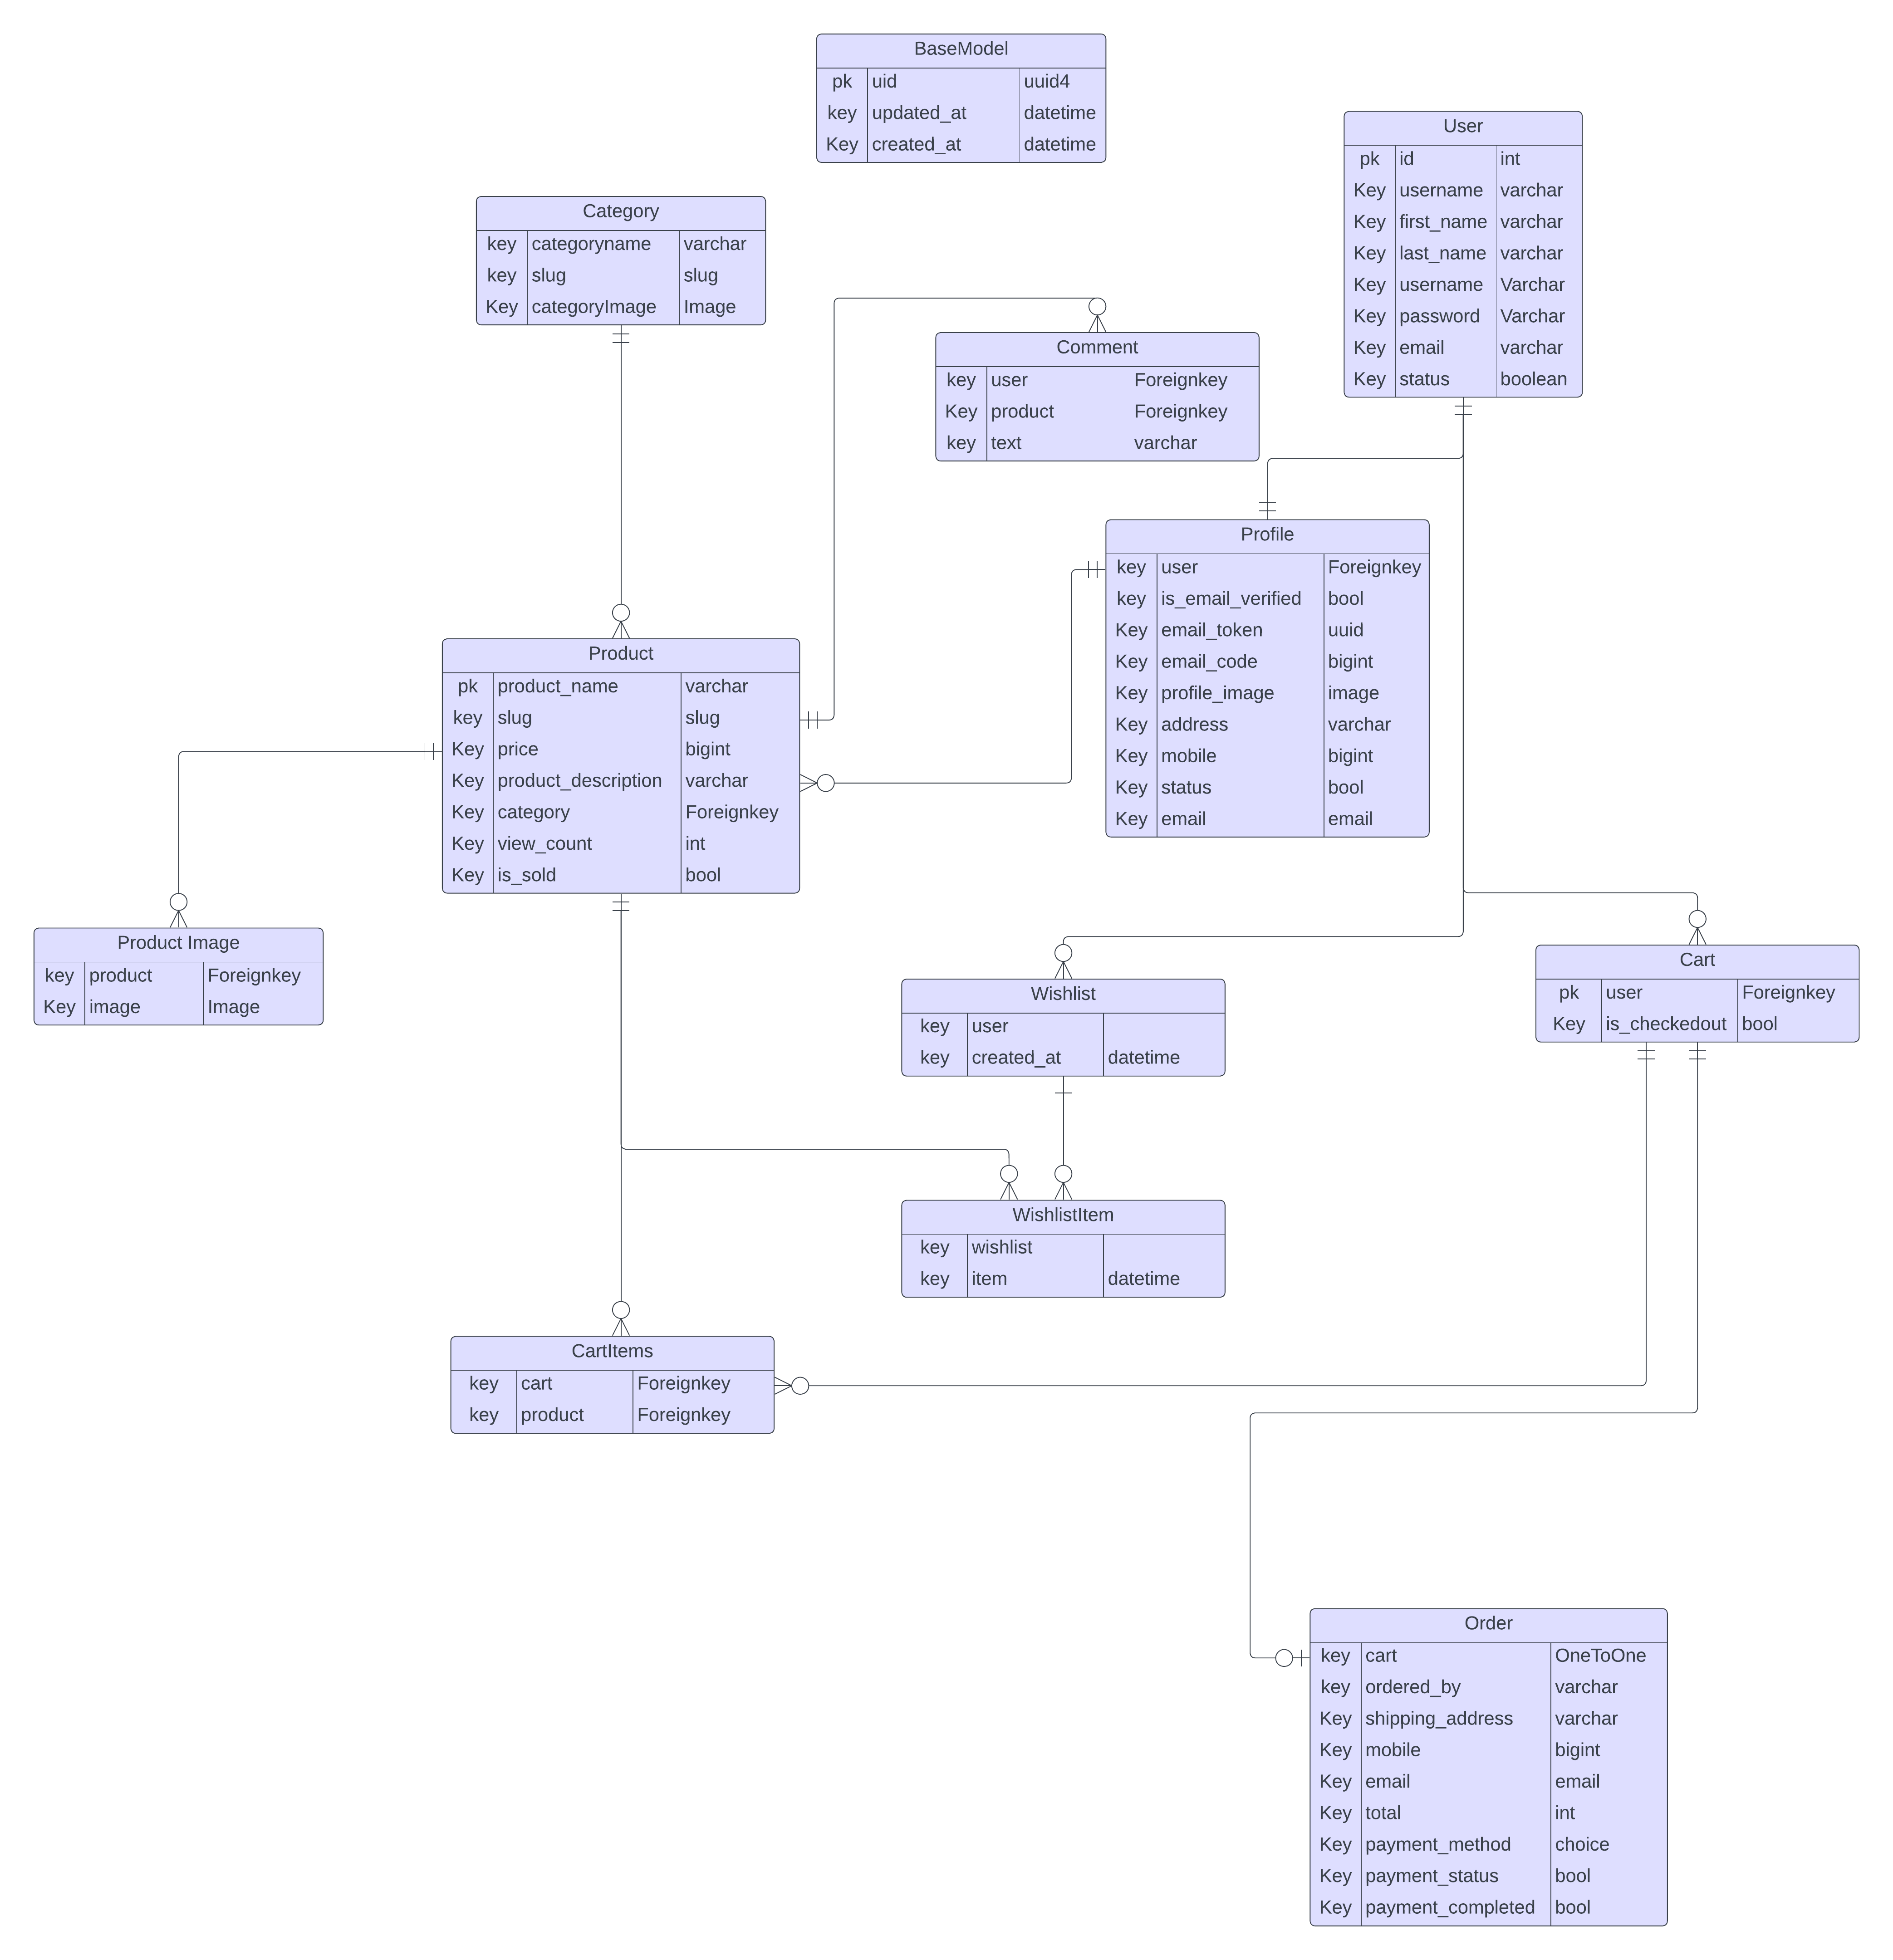 BaseModel
pk uid uuid4
key updated_at datetime
Key created_at datetime
User
pk id int
Key username varchar
Key first_name varchar
Key last_name varchar
Key username Varchar
Key password Varchar
Key email varchar
Key status boolean
Category
key categoryname varchar
key slug slug
Key categoryImage Image
Comment
key user Foreignkey
Key product Foreignkey
key text varchar
Profile
key user Foreignkey
key is_email_verified bool
Key email_token uuid
Key email_code bigint
Key profile_image image
Key address varchar
Key mobile bigint
Key status bool
Key email email
Product
pk product_name varchar
key slug slug
Key price bigint
Key product_description varchar
Key category Foreignkey
Key view_count int
Key is_sold bool
Product Image
key product Foreignkey
Key image Image
Wishlist
key user
key created_at datetime
Cart
pk user Foreignkey
Key is_checkedout bool
WishlistItem
key wishlist
key item datetime
CartItems
key cart Foreignkey
key product Foreignkey
Order
key cart OneToOne
key ordered_by varchar
Key shipping_address varchar
Key mobile bigint
Key email email
Key total int
Key payment_method choice
Key payment_status bool
Key payment_completed bool